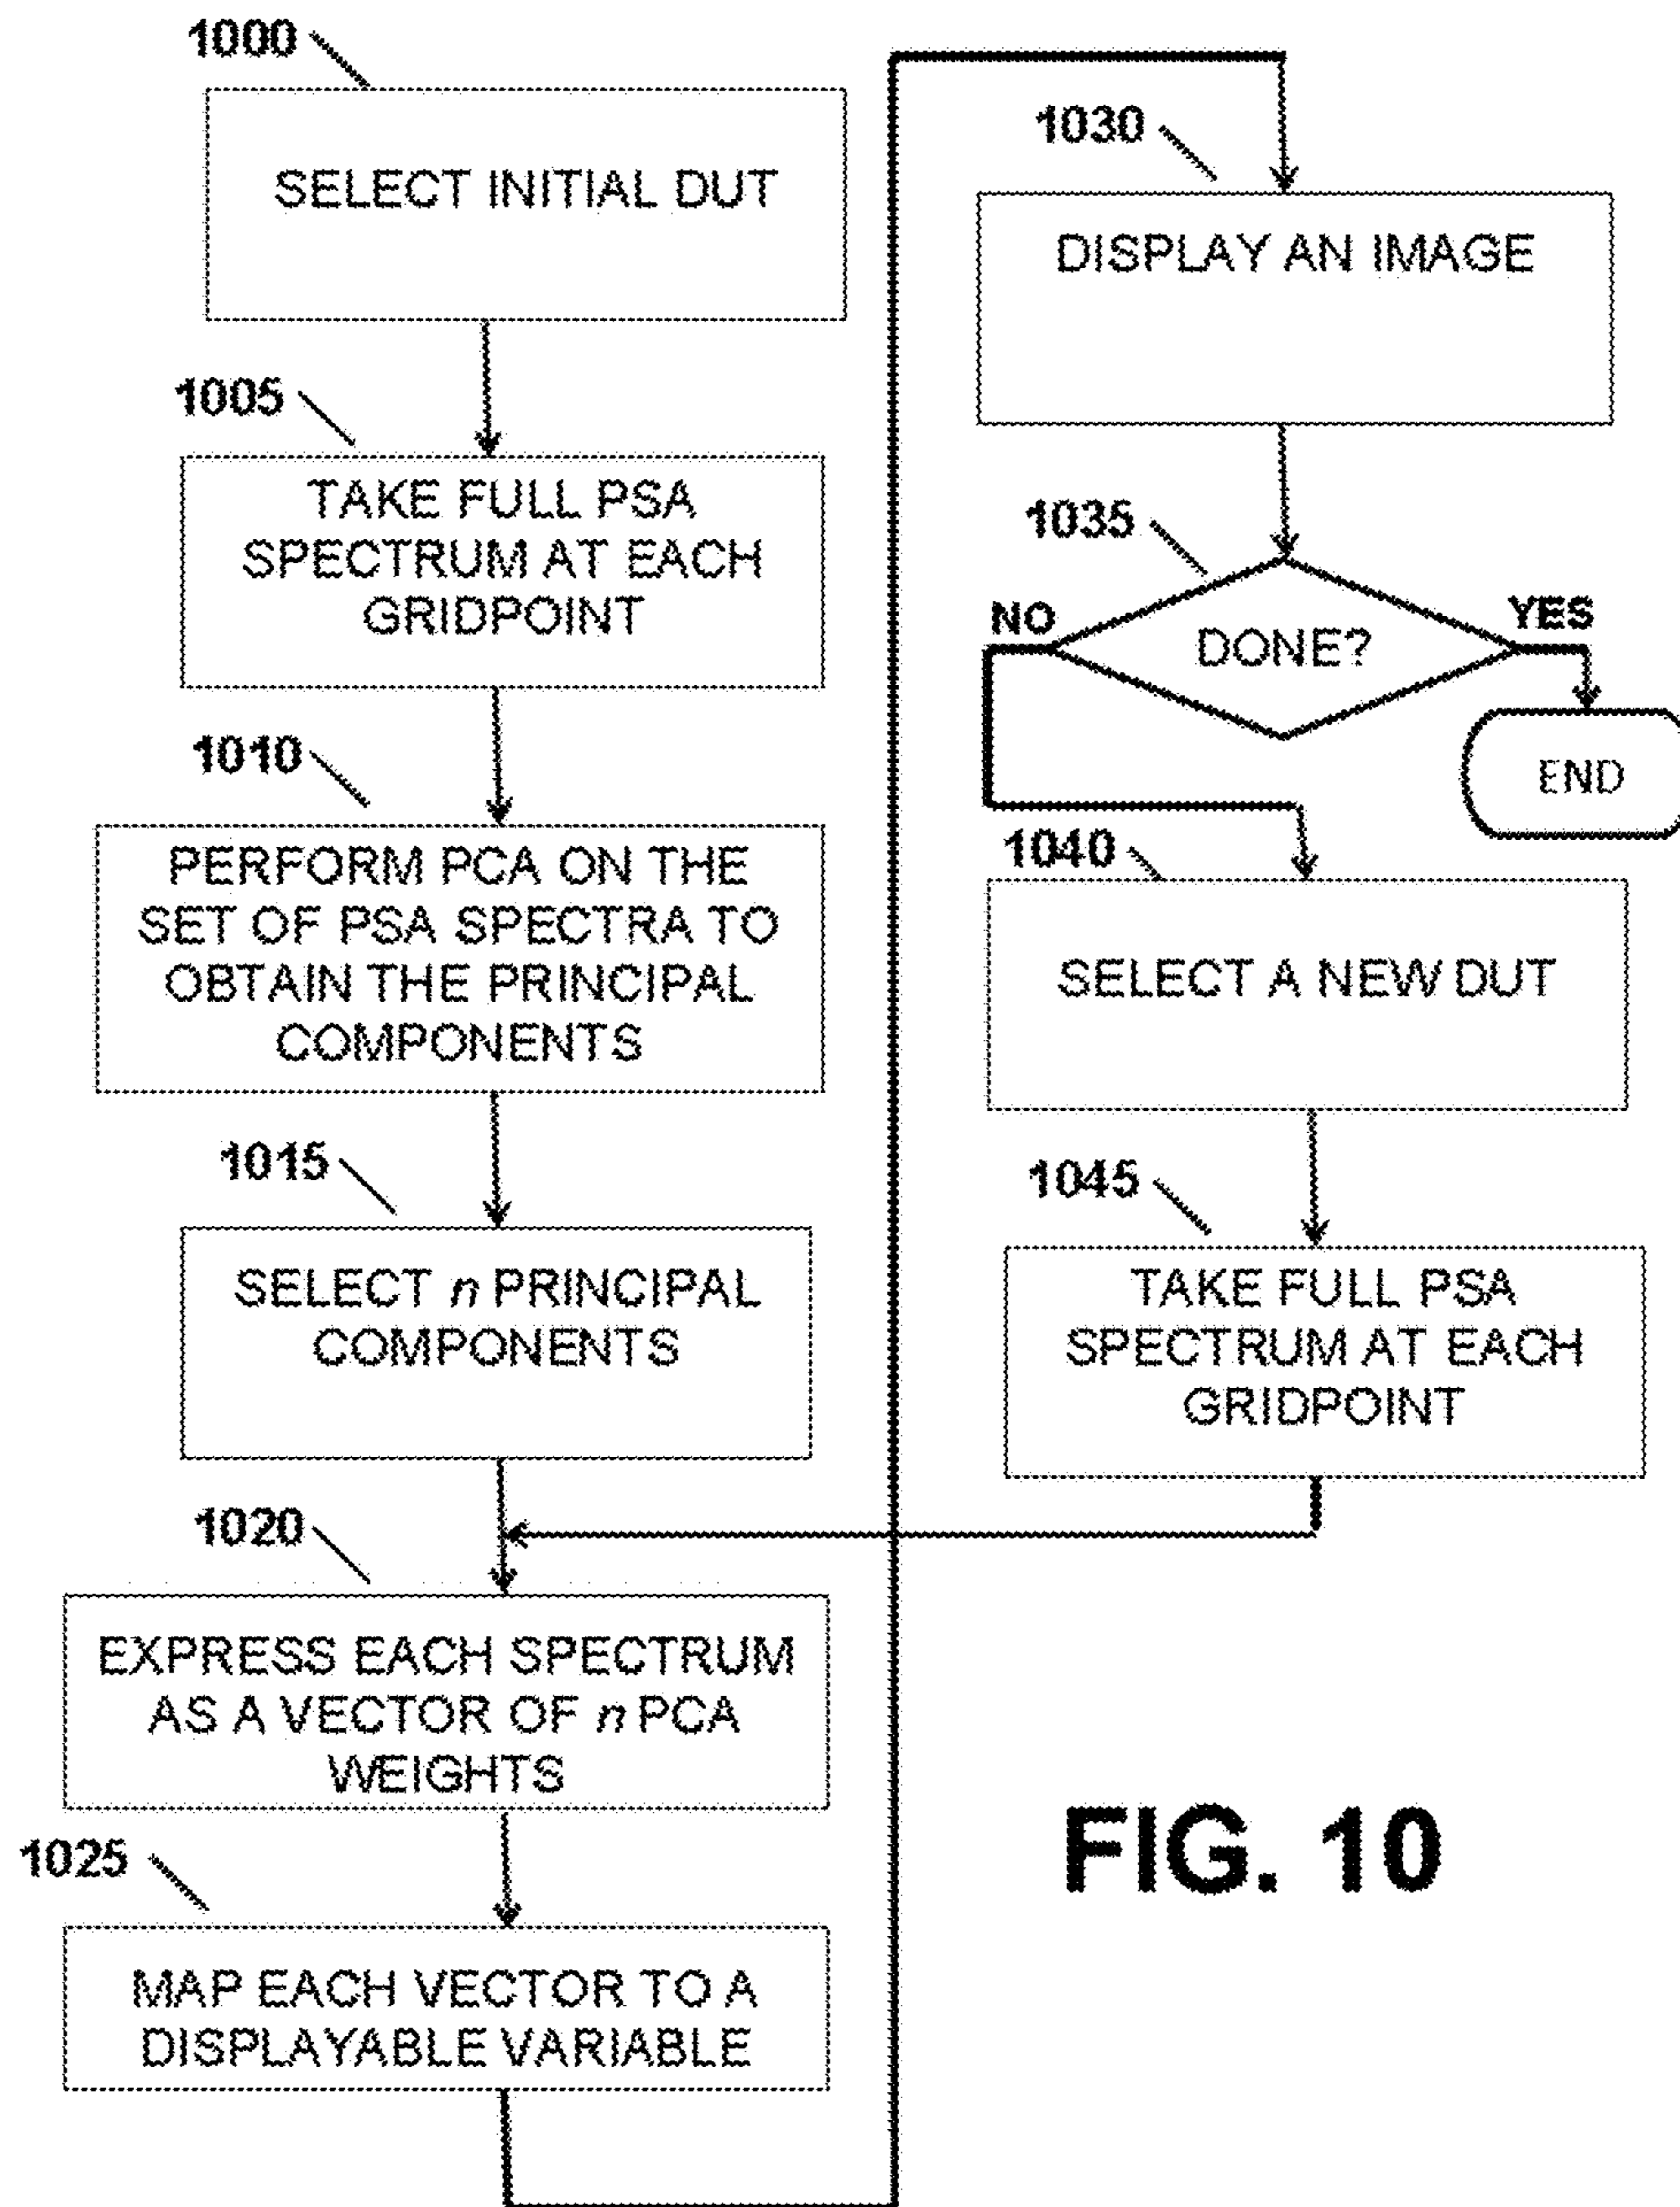 1000
SELECT INITIAL DUT
1005
TAKE FULL PSA
SPECTRUM AT EACH
GRIDPOINT
1010
PERFORM PCA ON THE
SET OF PSA SPECTRA TO
OBTAIN THE PRINCIPAL
COMPONENTS
1015
SELECT n PRINCIPAL
COMPONENTS
1020
EXPRESS EACH SPECTRUM
AS A VECTOR OF n PCA
WEIGHTS
1025
MAP EACH VECTOR TO A
DISPLAYABLE VARIABLE
1030
DISPLAY AN IMAGE
1035
NO
DONE?
YES
END
1040
SELECT A NEW DUT
1045
TAKE FULL PSA
SPECTRUM AT EACH
GRIDPOINT
FIG. 10